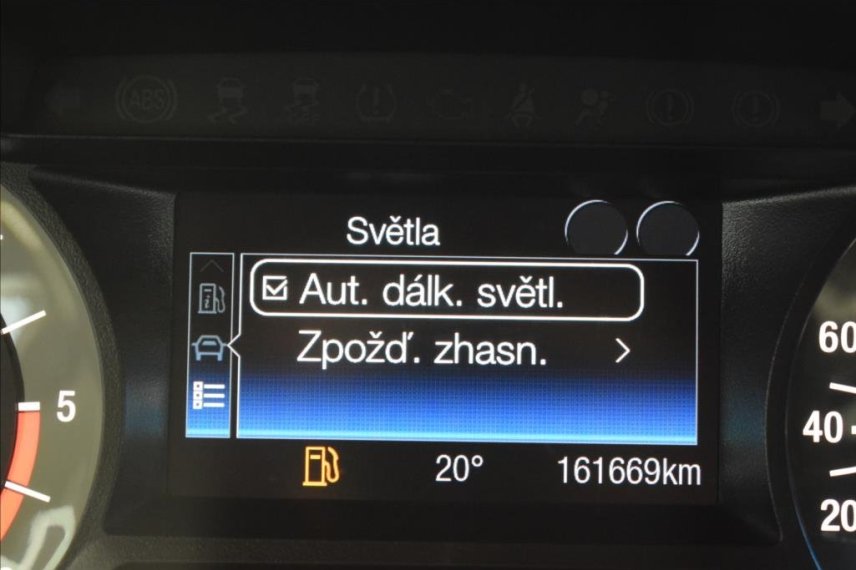 ABS
Světla
Aut. dálk. světl.
Zpožď. zhasn.
5
20° 161669km
60
40
20